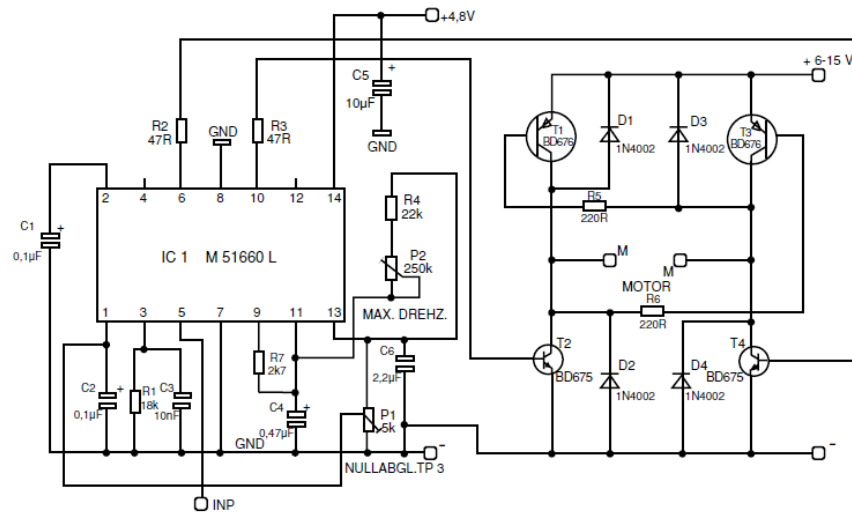 +4,8V
+ 6-15 V
C5
+
10µF
GND
R2
47R
GND
R3
47R
T1
BD676
D1
1N4002
D3
1N4002
T3
BD676
2
4
6
8
10
12
14
C1
+
0,1µF
R4
22k
R5
220R
IC 1 M 51660 L
P2
250k
M
M
MOTOR
R6
220R
1
3
5
7
9
11
13
MAX. DREHZ.
R7
2k7
C6
2,2µF
T2
BD675
D2
1N4002
D4
1N4002
T4
BD675
C2
+
0,1µF
R1
18k
C3
10nF
C4
+
0,47µF
P1
5k
GND
-
-
NULLABGL.TP 3
INP